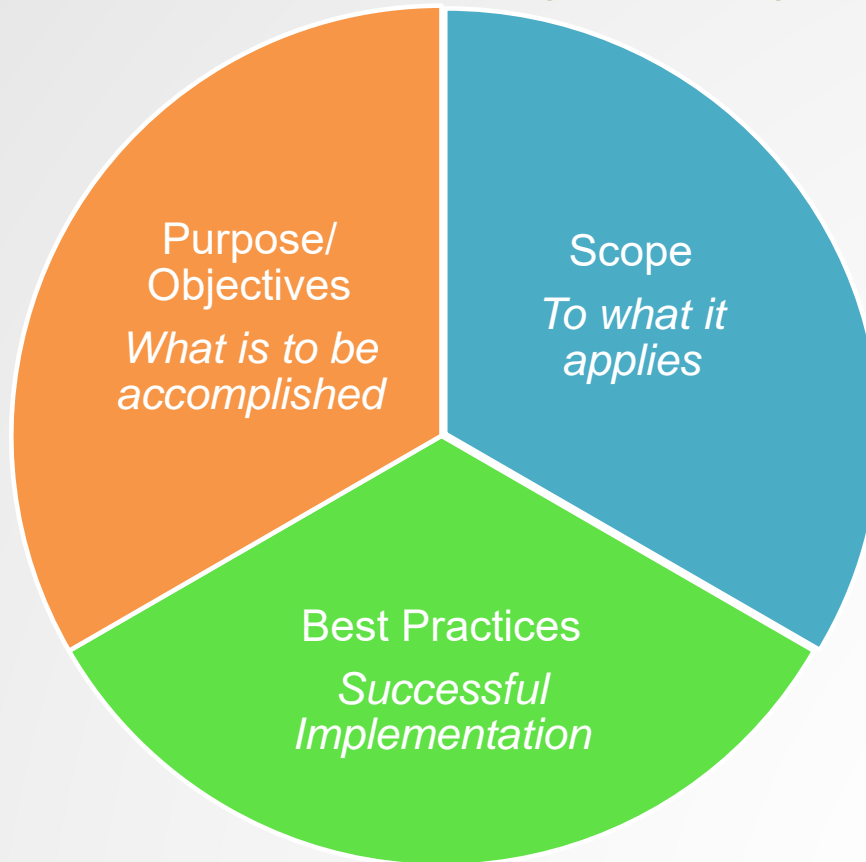 Purpose/
Objectives
What is to be
accomplished
Scope
To what it
applies
Best Practices
Successful
Implementation